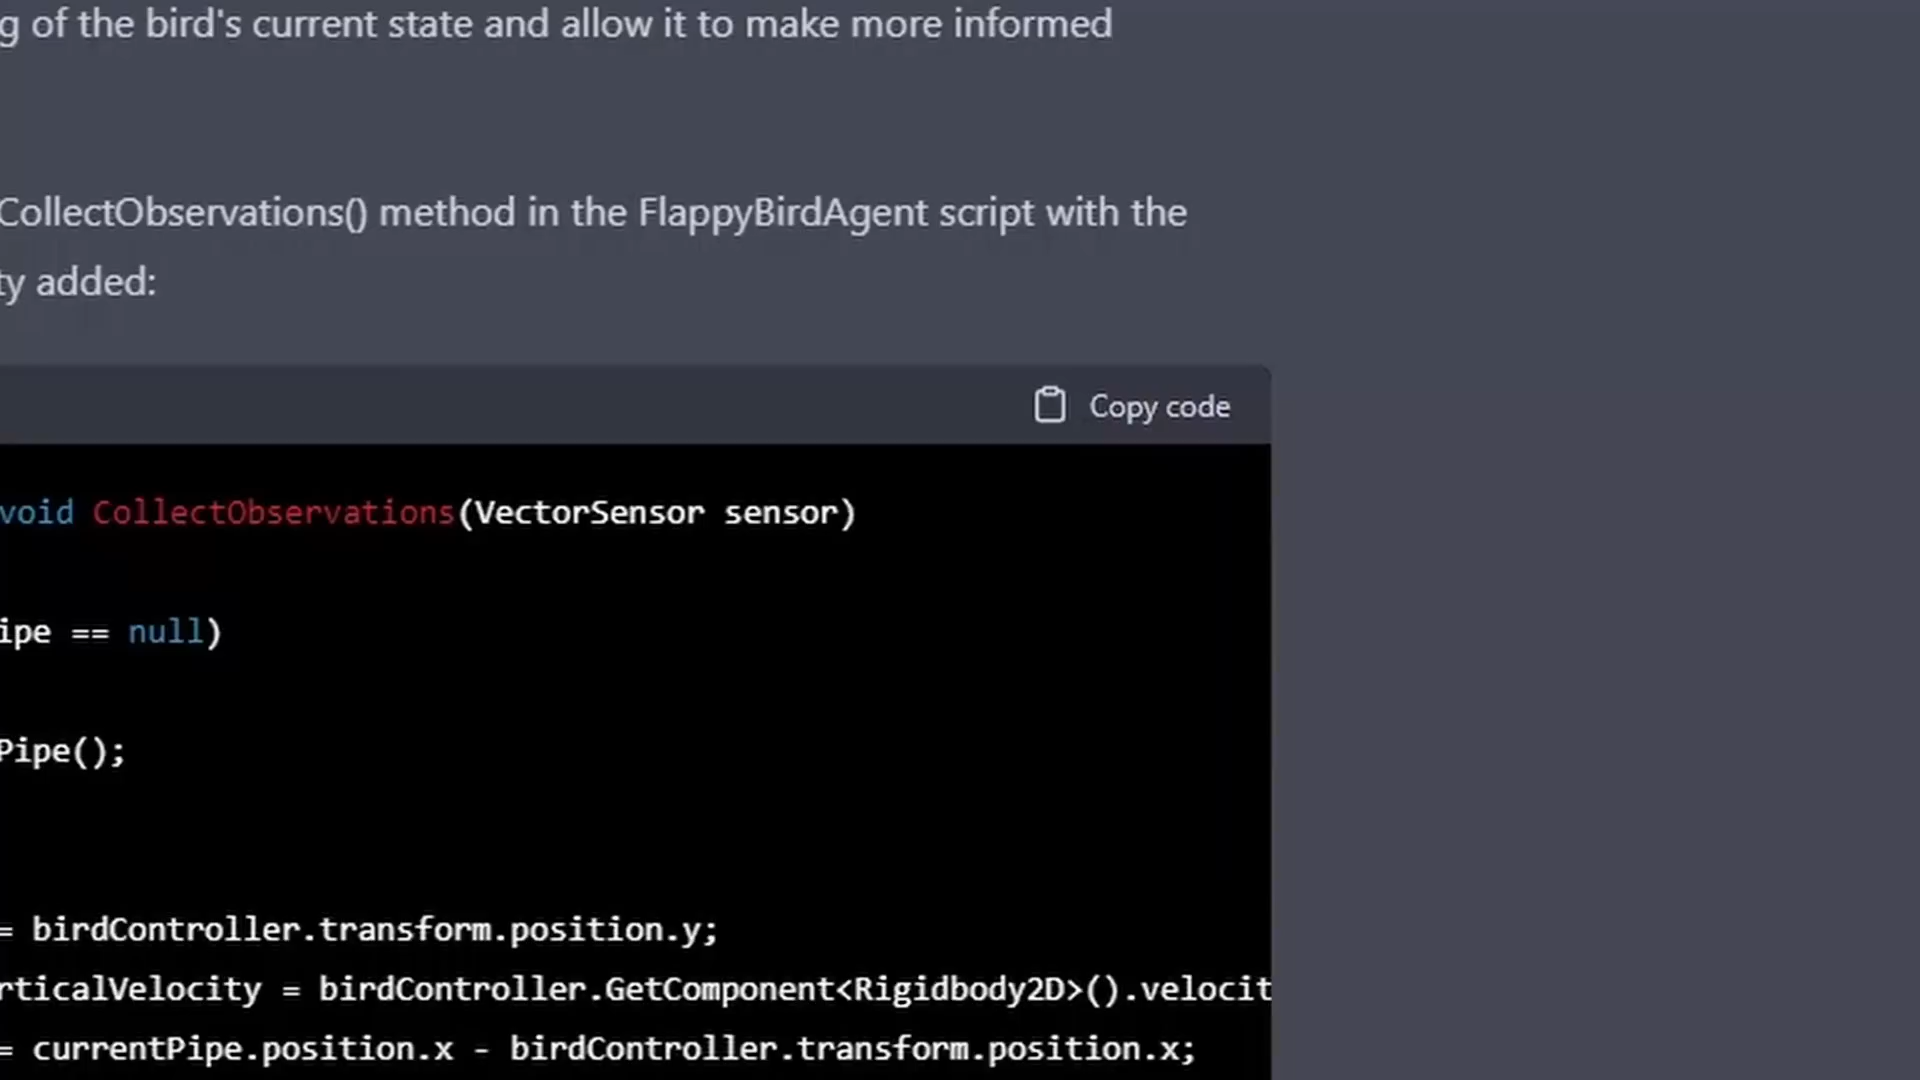 g of the bird's current state and allow it to make more informed
CollectObservations() method in the FlappyBirdAgent script with the
ty added:
Copy code
void CollectObservations(VectorSensor sensor)
ipe == null)
Pipe();
= birdController.transform.position.y;
rticalVelocity = birdController.GetComponent<Rigidbody2D>().velocit
= currentPipe.position.x - birdController.transform.position.x;